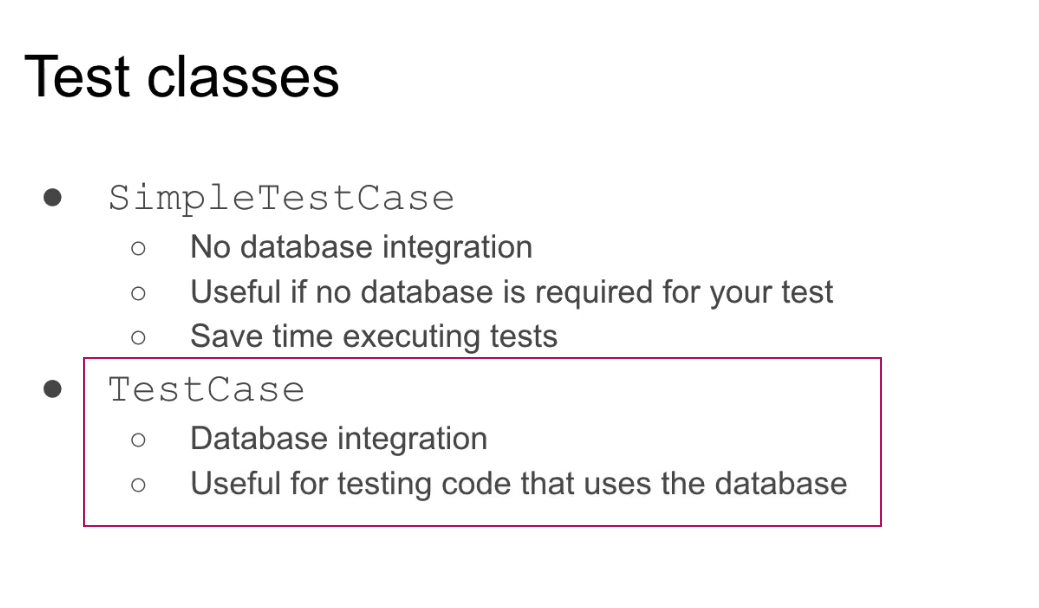 Test classes
● SimpleTestCase
○ No database integration
○ Useful if no database is required for your test
○ Save time executing tests
● TestCase
○ Database integration
○ Useful for testing code that uses the database